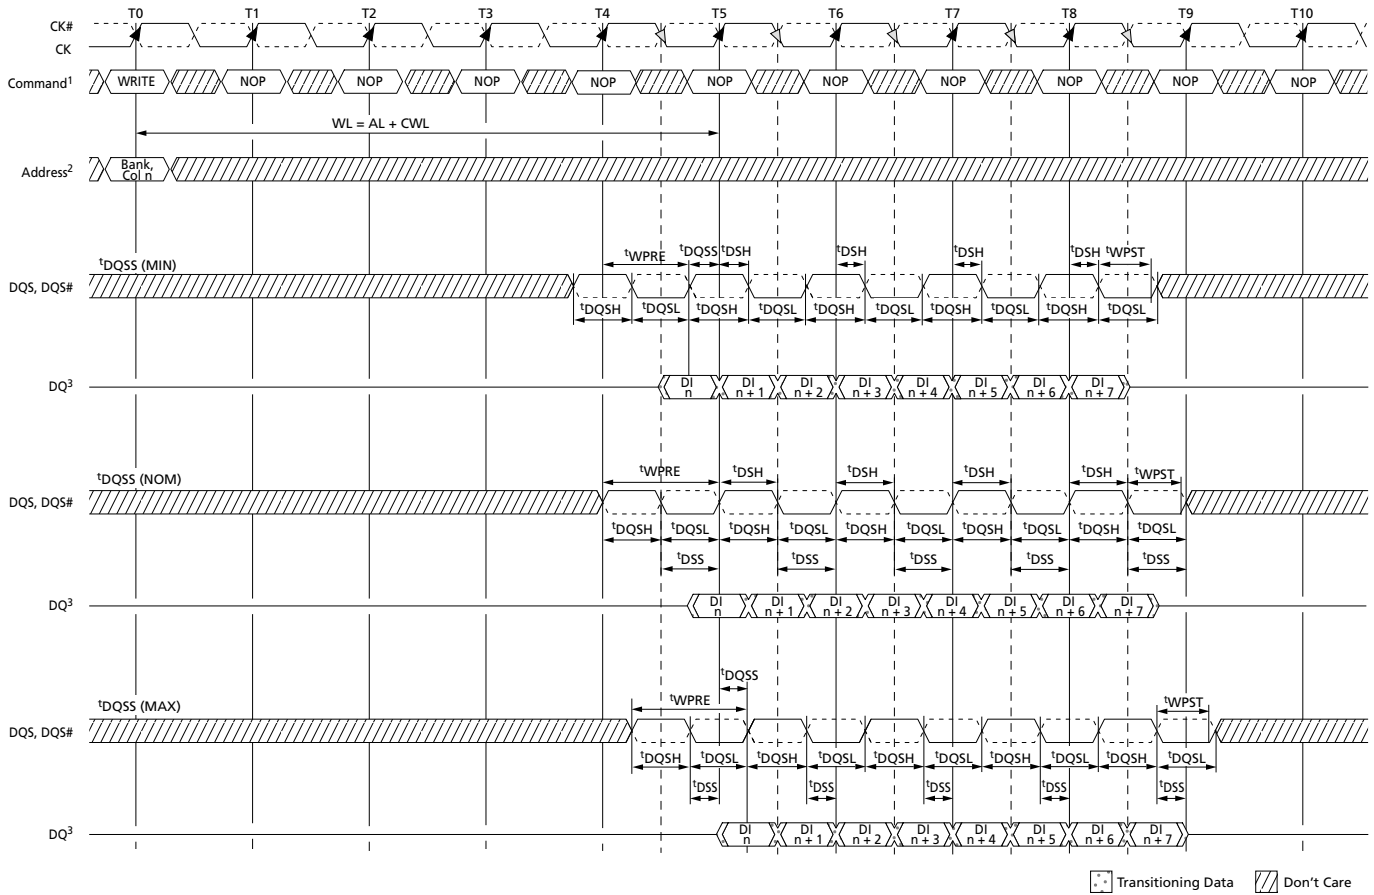 T0 T1 T2 T3 T4 T5 T6 T7 T8 T9 T10
CK#
CK
Command¹ WRITE NOP NOP NOP NOP NOP NOP NOP NOP NOP NOP
WL = AL + CWL
Address² Bank, Col n
tDQSS (MIN)
tWPRE tDQSS tDSH tDSH tDSH tDSH tWPST
DQS, DQS#
tDQSH tDQSL tDQSH tDQSL tDQSH tDQSL tDQSH tDQSL tDQSH tDQSL
DQ³ DI n DI n + 1 DI n + 2 DI n + 3 DI n + 4 DI n + 5 DI n + 6 DI n + 7
tDQSS (NOM)
tWPRE tDSH tDSH tDSH tDSH tWPST
DQS, DQS#
tDQSH tDQSL tDQSH tDQSL tDQSH tDQSL tDQSH tDQSL tDQSH tDQSL
tDSS tDSS tDSS tDSS tDSS
DQ³ DI n DI n + 1 DI n + 2 DI n + 3 DI n + 4 DI n + 5 DI n + 6 DI n + 7
tDQSS
tDQSS (MAX)
tWPRE tWPST
DQS, DQS#
tDQSH tDQSL tDQSH tDQSL tDQSH tDQSL tDQSH tDQSL tDQSH tDQSL
tDSS tDSS tDSS tDSS tDSS
DQ³ DI n DI n + 1 DI n + 2 DI n + 3 DI n + 4 DI n + 5 DI n + 6 DI n + 7
Transitioning Data Don't Care